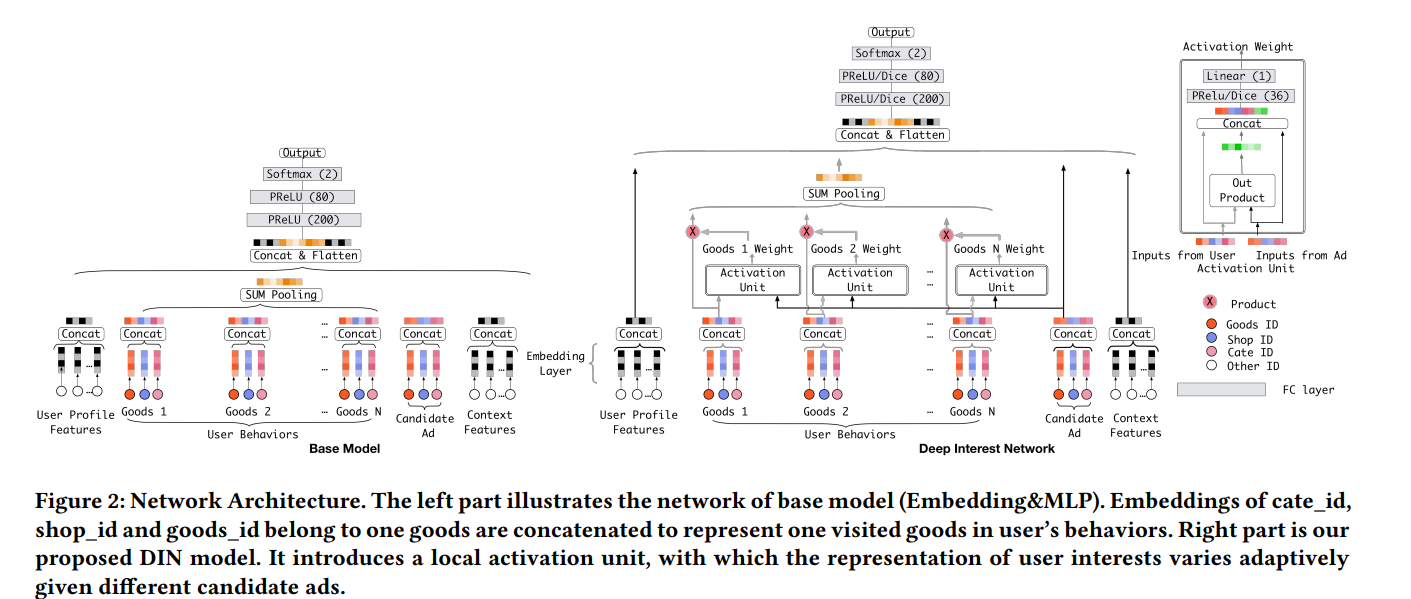 Output
Softmax (2)
PReLU (80)
PReLU (200)
Concat & Flatten
SUM Pooling
Concat Concat Concat ... Concat Concat Concat
...
...
... ...
User Profile Features
Goods 1 Goods 2 ... Goods N
User Behaviors
Candidate Ad
Context Features
Base Model
Output
Softmax (2)
PReLU/Dice (80)
PReLU/Dice (200)
Concat & Flatten
SUM Pooling
X X X
Goods 1 Weight Goods 2 Weight Goods N Weight
Activation Unit Activation Unit ... Activation Unit
...
Concat Concat Concat ... Concat Concat Concat
...
Embedding Layer
...
... ...
User Profile Features
Goods 1 Goods 2 ... Goods N
User Behaviors
Candidate Ad
Context Features
Deep Interest Network
Activation Weight
Linear (1)
PRelu/Dice (36)
Concat
Out Product
Inputs from User Inputs from Ad
Activation Unit
X Product
Goods ID
Shop ID
Cate ID
Other ID
FC layer
Figure 2: Network Architecture. The left part illustrates the network of base model (Embedding&MLP). Embeddings of cate_id,
shop_id and goods_id belong to one goods are concatenated to represent one visited goods in user's behaviors. Right part is our
proposed DIN model. It introduces a local activation unit, with which the representation of user interests varies adaptively
given different candidate ads.